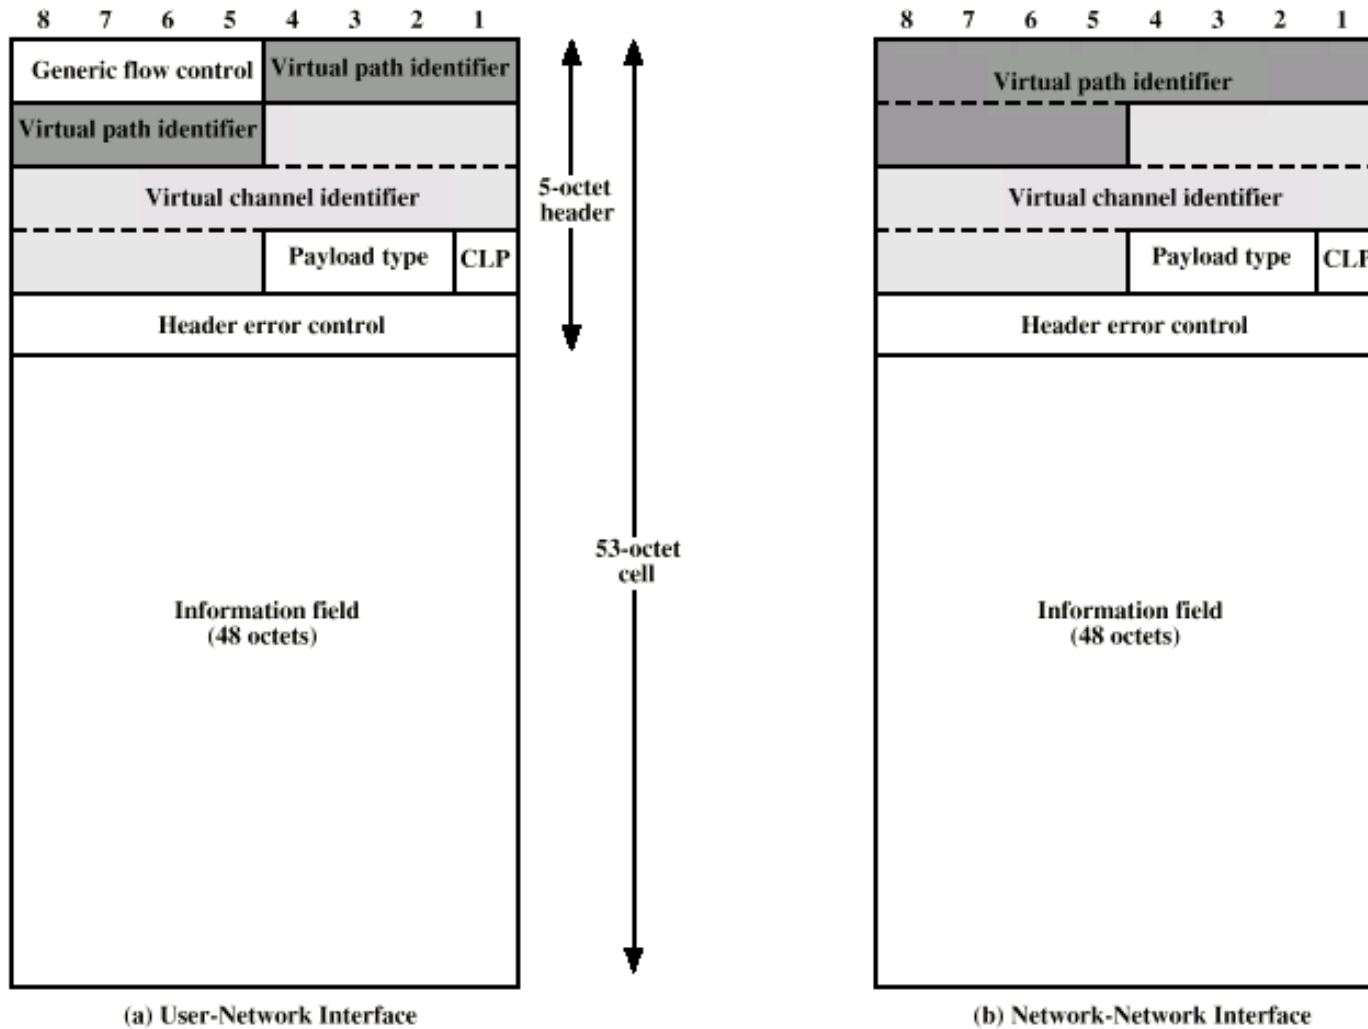 8 7 6 5 4 3 2 1
Generic flow control
Virtual path identifier
Virtual path identifier
Virtual channel identifier
Payload type
CLP
Header error control
Information field
(48 octets)
(a) User-Network Interface
5-octet
header
53-octet
cell
8 7 6 5 4 3 2 1
Virtual path identifier
Virtual channel identifier
Payload type
CLP
Header error control
Information field
(48 octets)
(b) Network-Network Interface